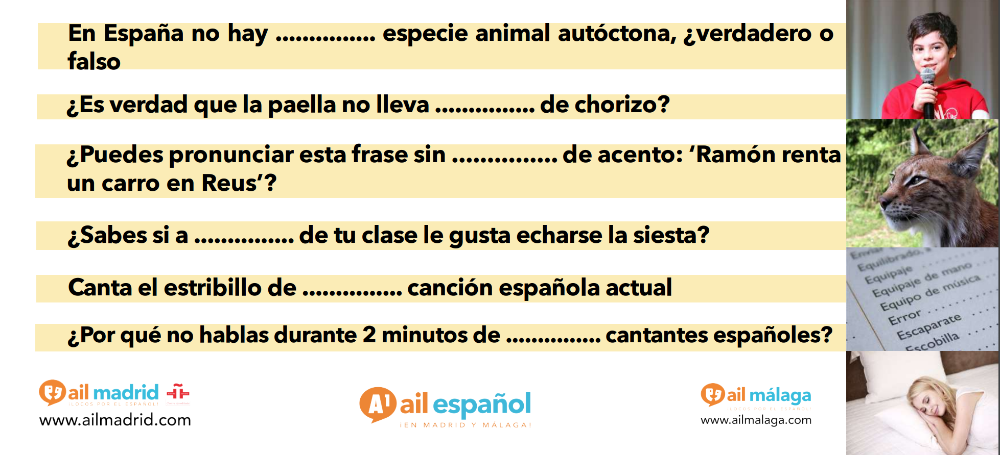 En España no hay ............... especie animal autóctona, ¿verdadero o
falso
¿Es verdad que la paella no lleva ............... de chorizo?
¿Puedes pronunciar esta frase sin ............... de acento: ‘Ramón renta
un carro en Reus’?
¿Sabes si a ............... de tu clase le gusta echarse la siesta?
Canta el estribillo de ............... canción española actual
¿Por qué no hablas durante 2 minutos de ............... cantantes españoles?
Equilibrado, a
Equipaje
Equipaje de mano
Equipo de música
Error
Escaparate
Escobilla
ail madrid
¡LOCOS POR EL ESPAÑOL!
www.ailmadrid.com
A1 ail español
¡EN MADRID Y MÁLAGA!
ail málaga
¡LOCOS POR EL ESPAÑOL!
www.ailmalaga.com